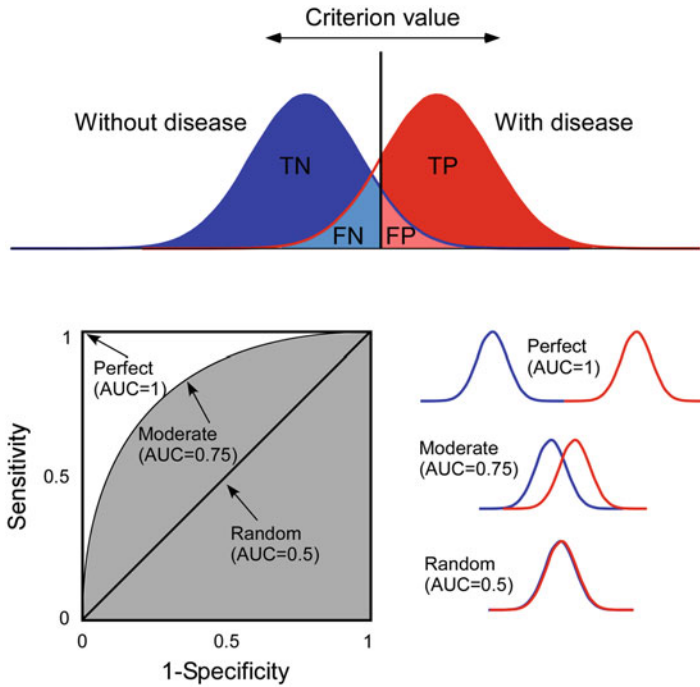 Criterion value
Without disease
With disease
TN
TP
FN
FP
1
Perfect
(AUC=1)
Moderate
(AUC=0.75)
0.5
Random
(AUC=0.5)
0
0
0.5
1
Sensitivity
1-Specificity
Perfect
(AUC=1)
Moderate
(AUC=0.75)
Random
(AUC=0.5)